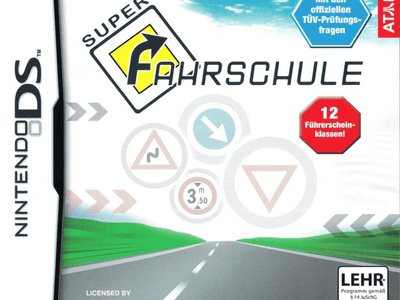 NINTENDO DS™
SUPER
FAHRSCHULE
Mit den
offiziellen
TÜV-Prüfungs-
fragen
ATARI
12
Führerschein-
klassen!
3 m ,50
LICENSED BY
LEHR-
Programm gemäß
§ 14 JuSchG